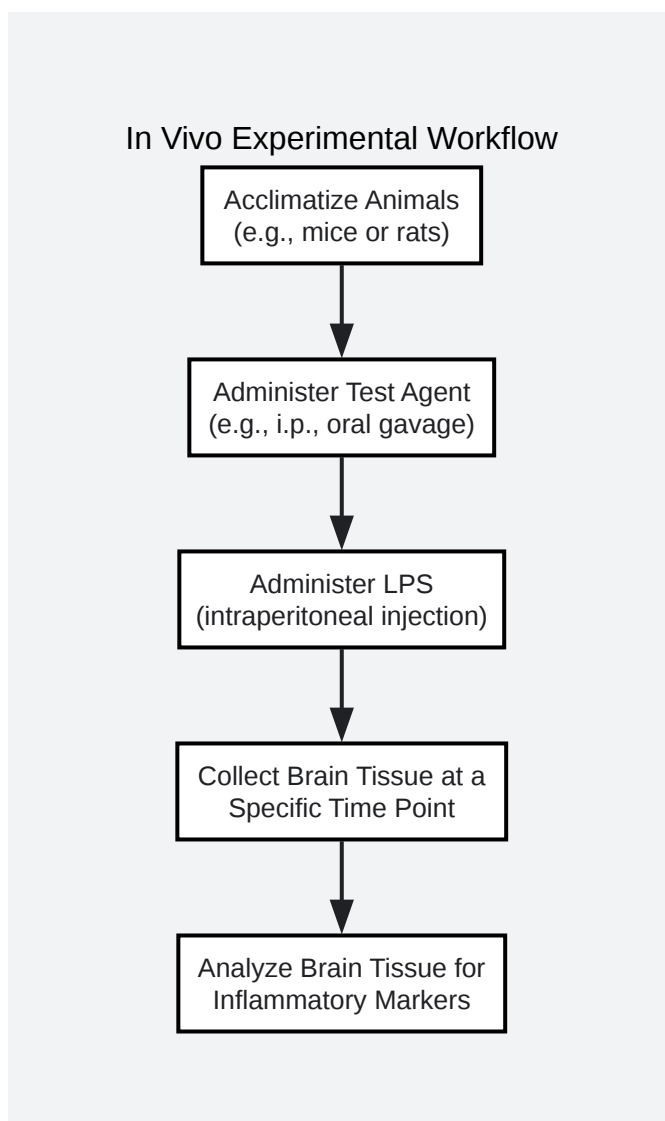 In Vivo Experimental Workflow
Acclimatize Animals
(e.g., mice or rats)
Administer Test Agent
(e.g., i.p., oral gavage)
Administer LPS
(intraperitoneal injection)
Collect Brain Tissue at a
Specific Time Point
Analyze Brain Tissue for
Inflammatory Markers